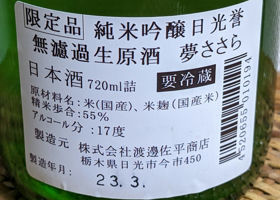 限定品 純米吟醸日光誉
無濾過生原酒 夢ささら
日本酒 720ml詰 要冷蔵
原材料名:米(国産)、米麹(国産米)
精米歩合:55%
アルコール分:17度
製造元 株式会社渡邊佐平商店
栃木県日光市今市450
製造年月: 23.3.
4520655010194